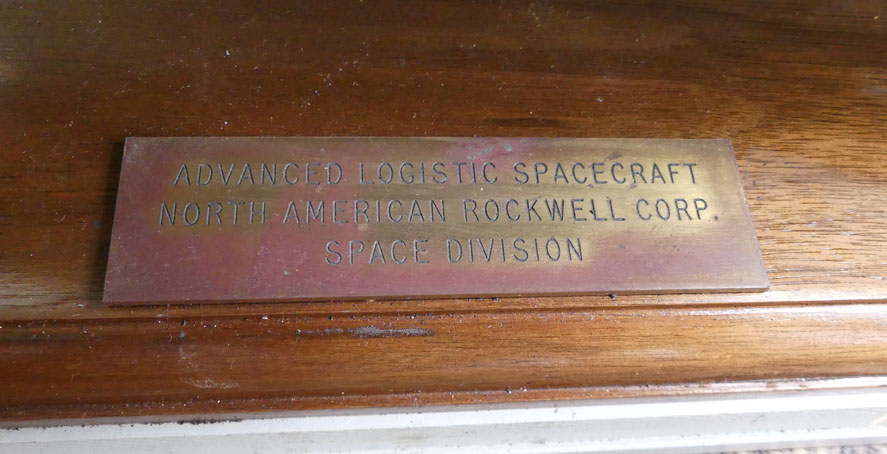 ADVANCED LOGISTIC SPACECRAFT
NORTH AMERICAN ROCKWELL CORP.
SPACE DIVISION